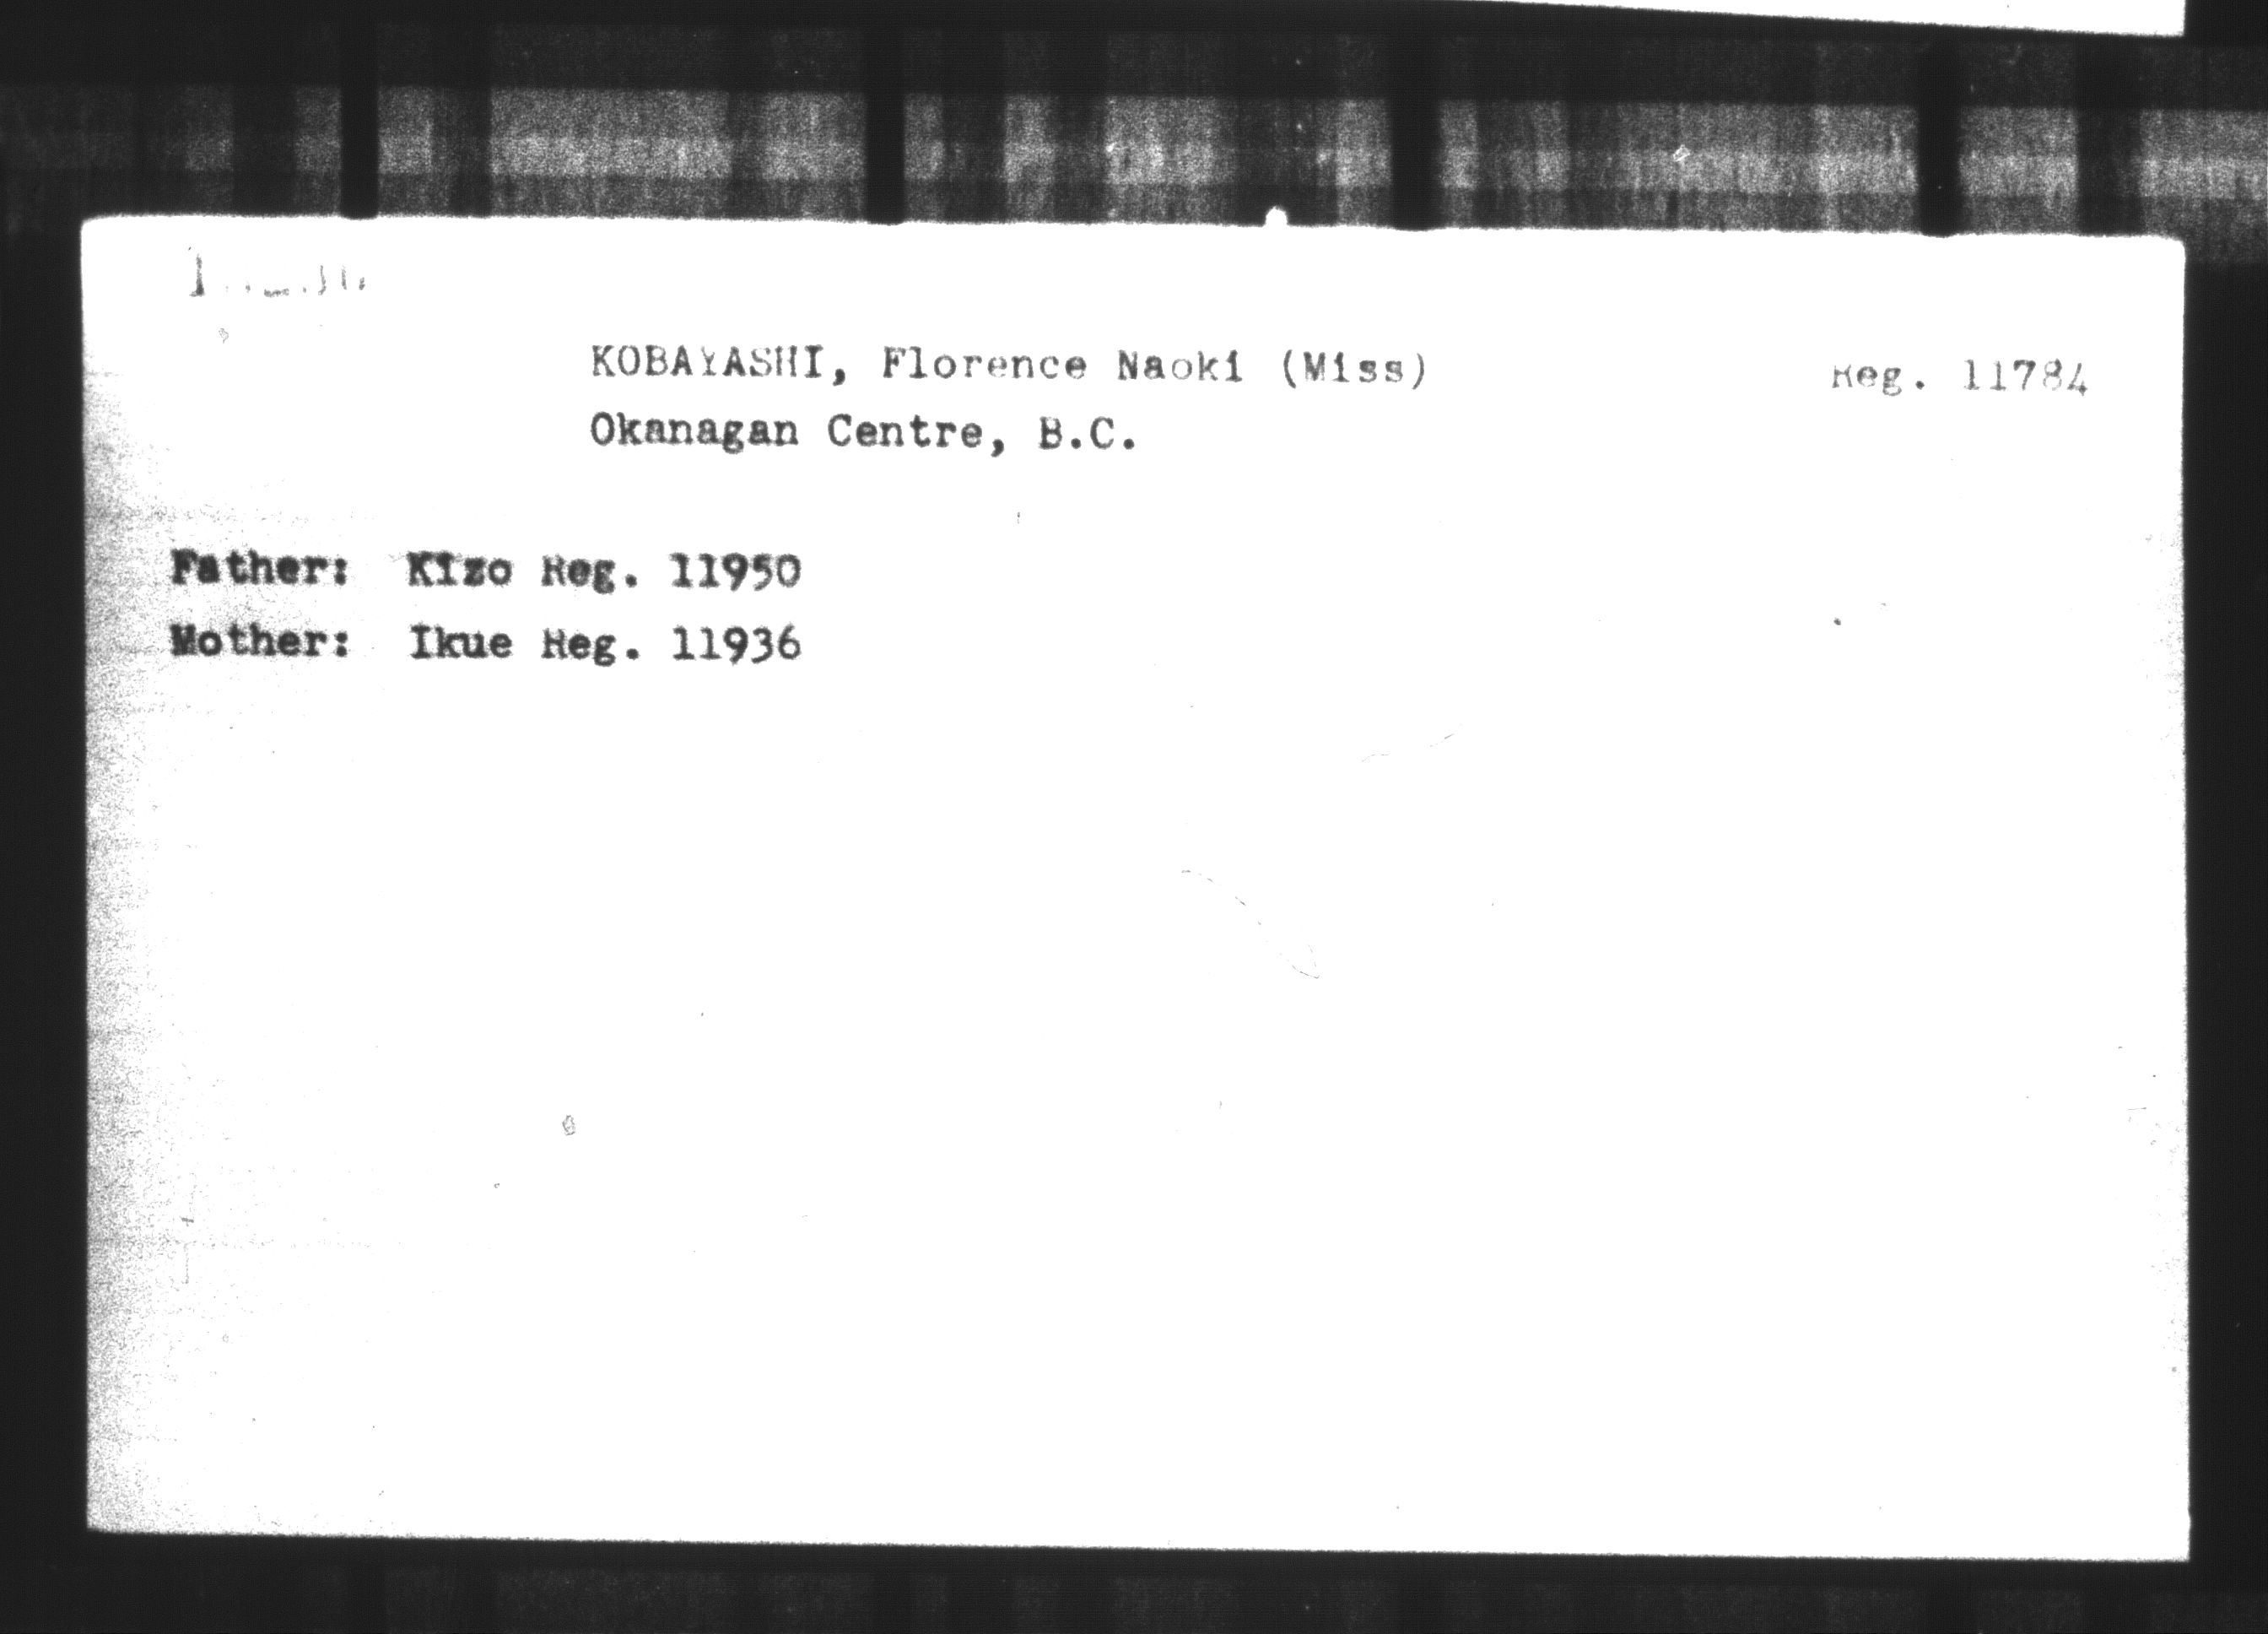 KOBAYASHI, Florence Naoki (Miss)
Reg. 11784
Okanagan Centre, B.C.
Father: Kizo Reg. 11950
Mother: Ikue Reg. 11936